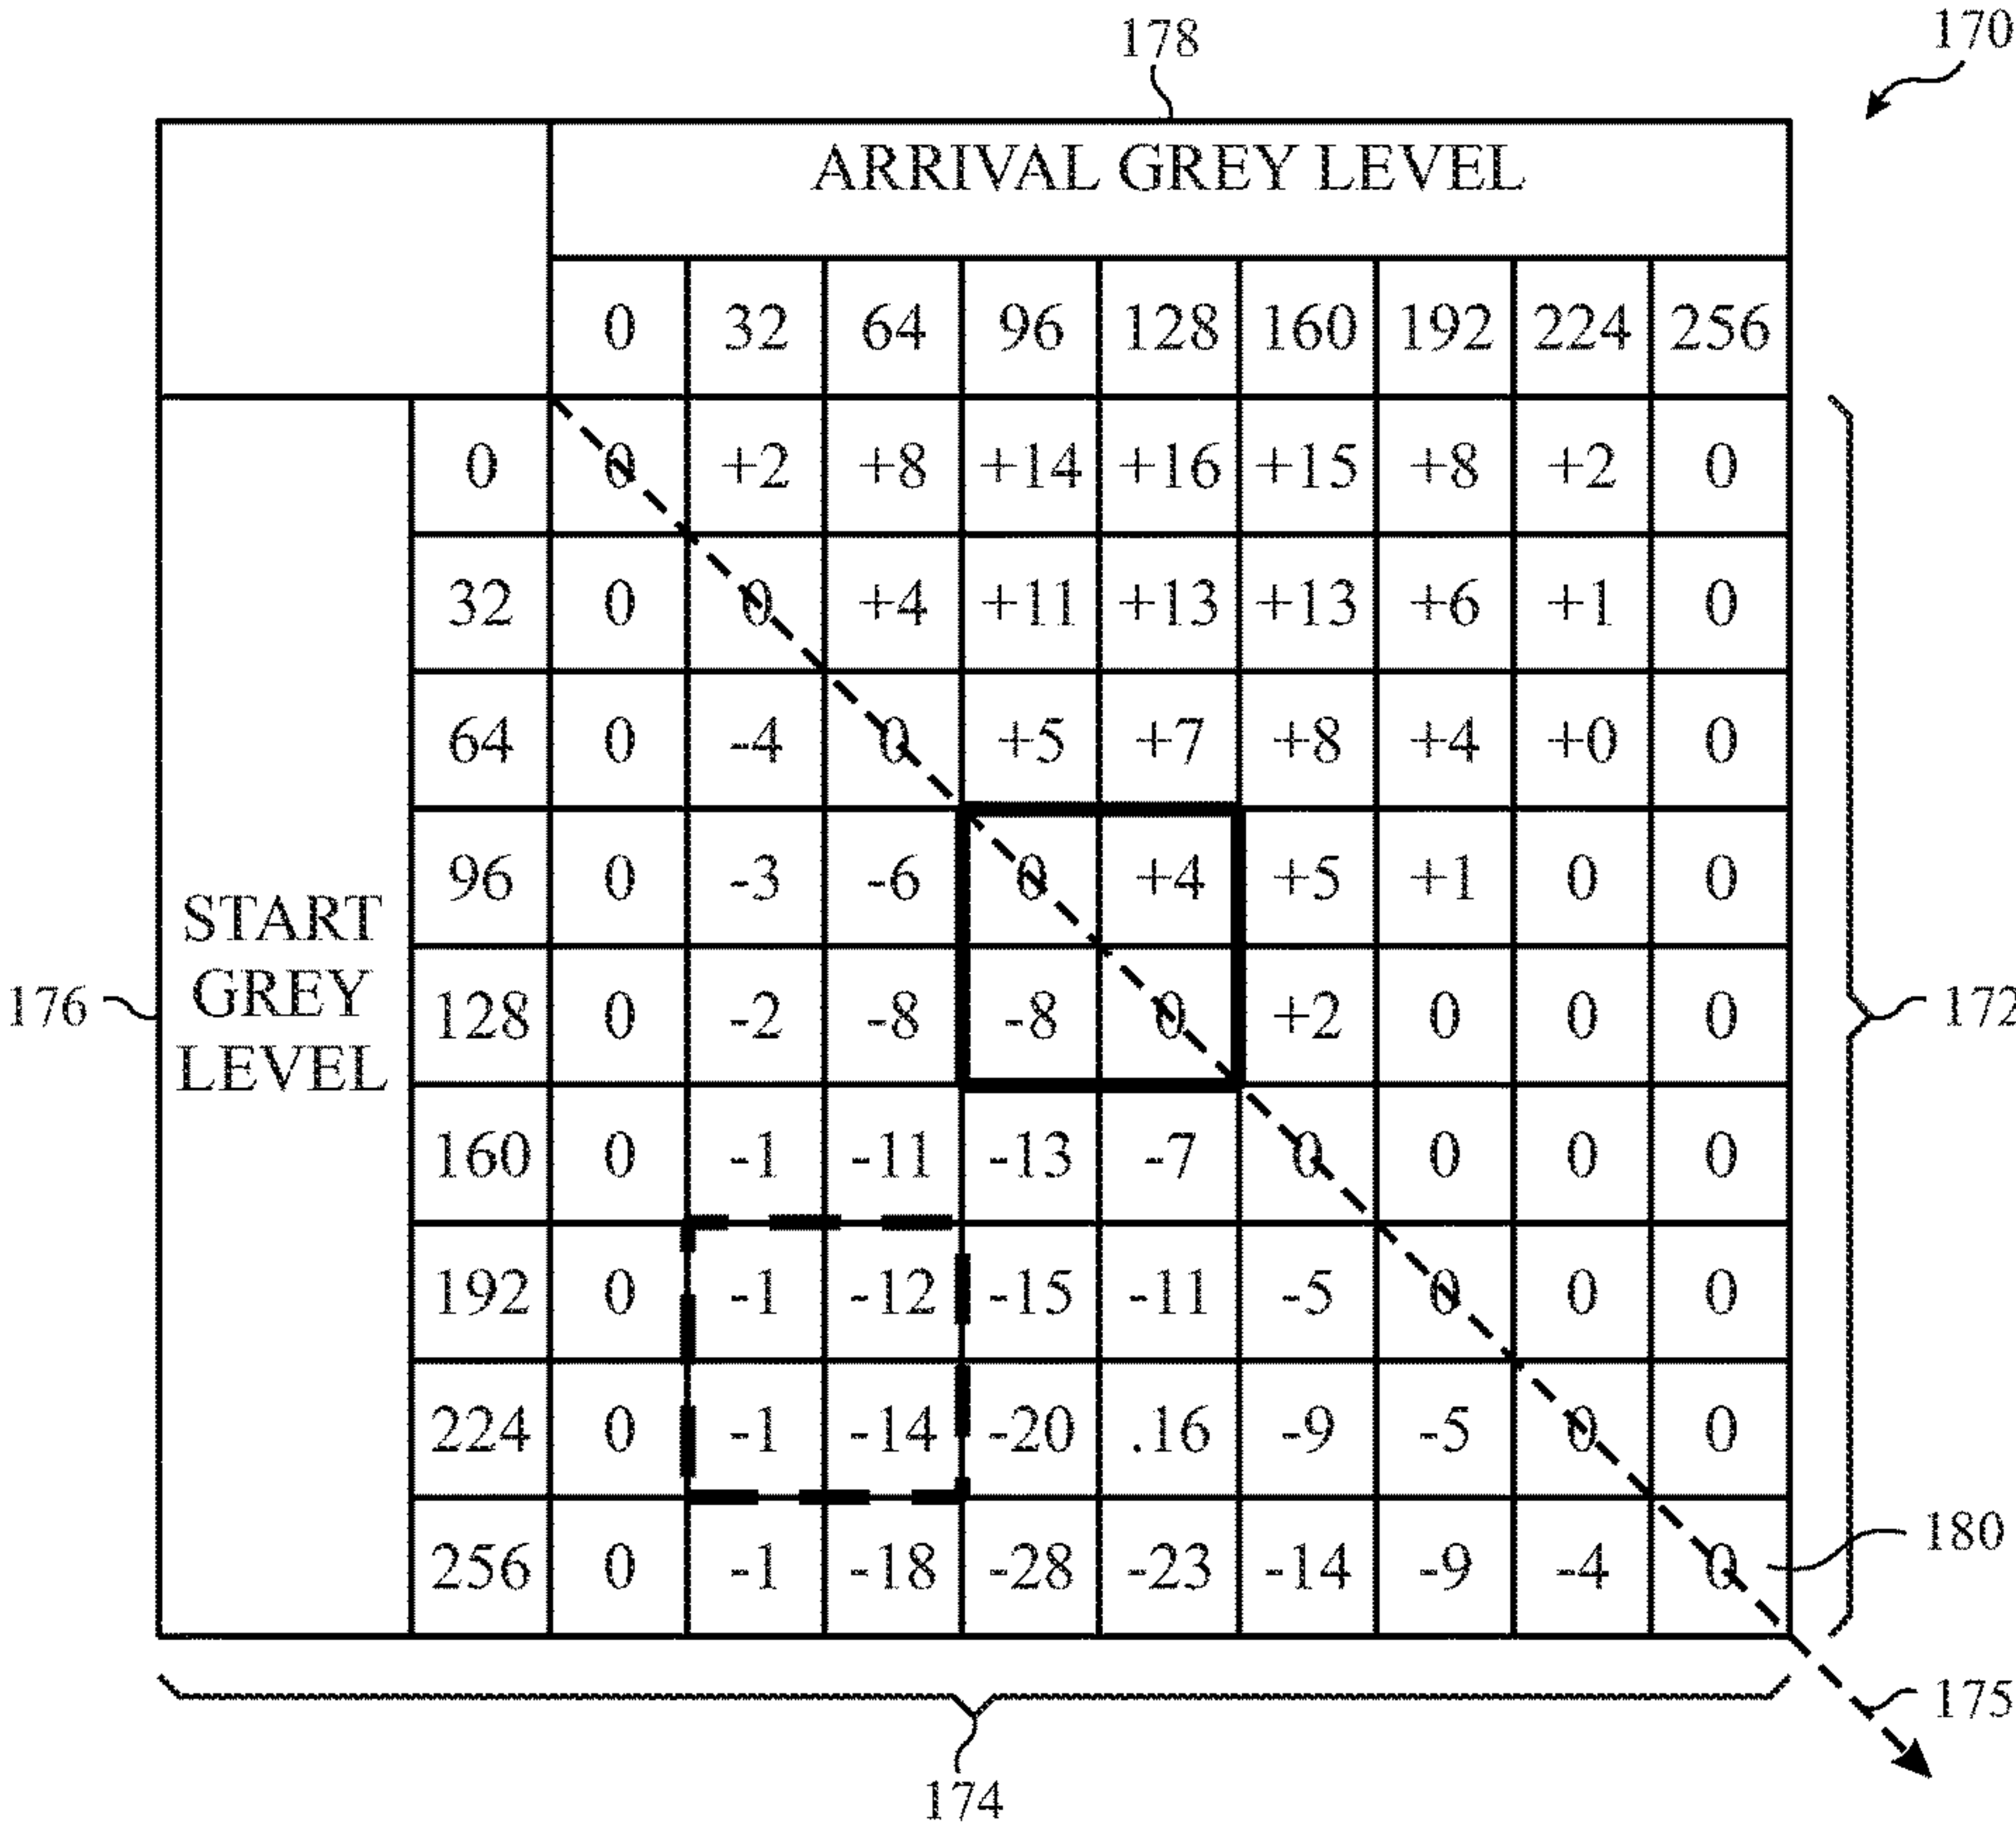 178
170
ARRIVAL GREY LEVEL
0 32 64 96 128 160 192 224 256
0 0 +2 +8 +14 +16 +15 +8 +2 0
32 0 0 +4 +11 +13 +13 +6 +1 0
64 0 -4 0 +5 +7 +8 +4 +0 0
96 0 -3 -6 0 +4 +5 +1 0 0
START
GREY
LEVEL
176
128 0 -2 -8 -8 0 +2 0 0 0
172
160 0 -1 -11 -13 -7 0 0 0 0
192 0 -1 -12 -15 -11 -5 0 0 0
224 0 -1 -14 -20 .16 -9 -5 0 0
256 0 -1 -18 -28 -23 -14 -9 -4 0
180
175
174